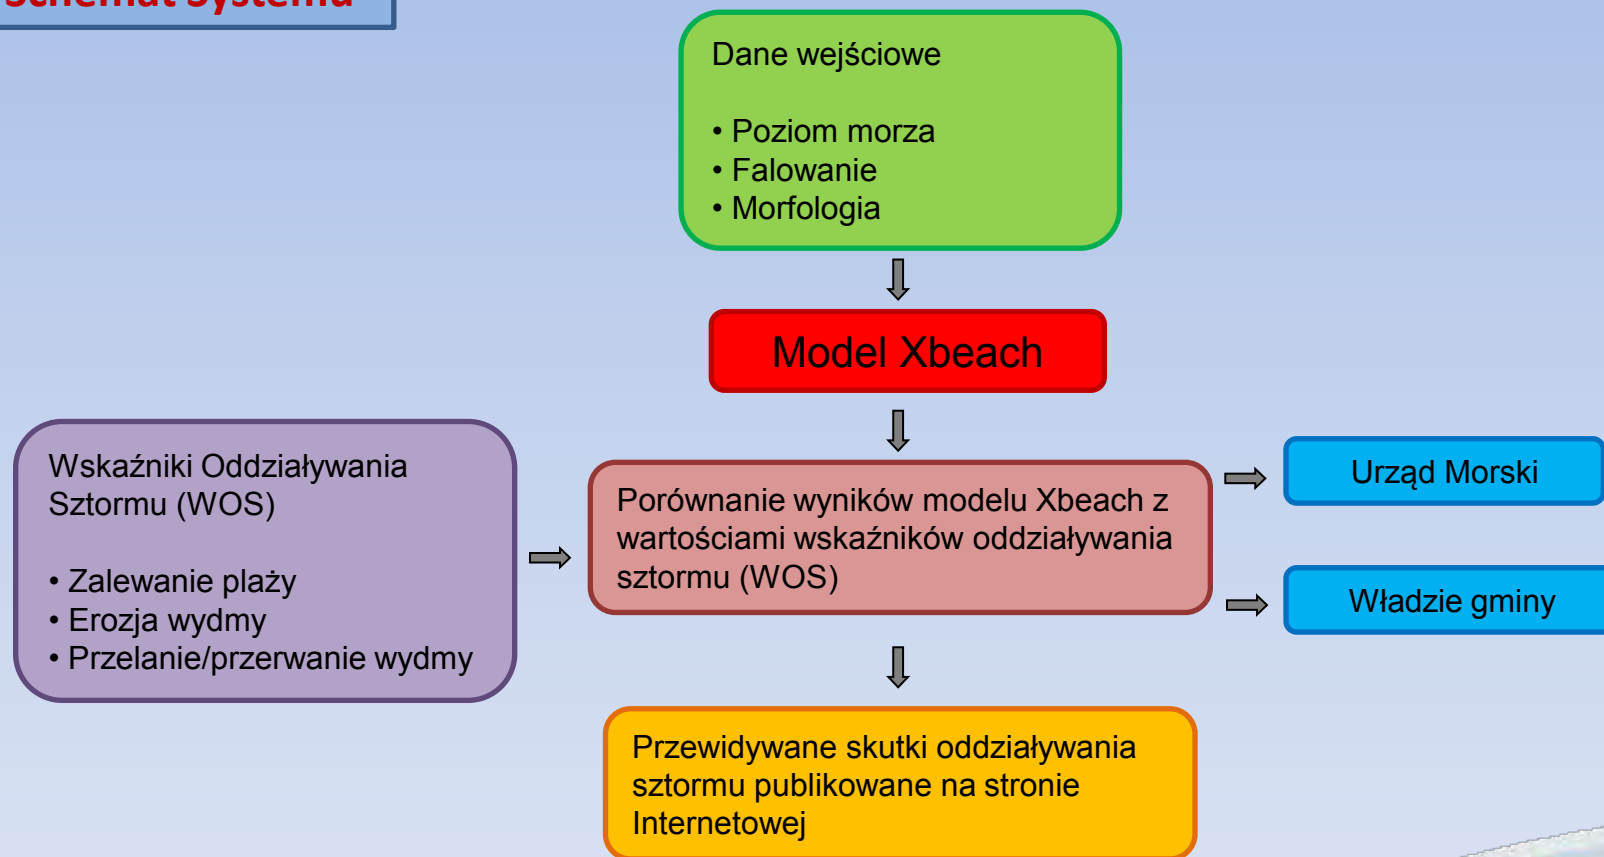 Schemat Systemu
Dane wejściowe
• Poziom morza
• Falowanie
• Morfologia
Model Xbeach
Wskaźniki Oddziaływania
Sztormu (WOS)
• Zalewanie plaży
• Erozja wydmy
• Przelanie/przerwanie wydmy
Porównanie wyników modelu Xbeach z
wartościami wskaźników oddziaływania
sztormu (WOS)
Urząd Morski
Władzie gminy
Przewidywane skutki oddziaływania
sztormu publikowane na stronie
Internetowej